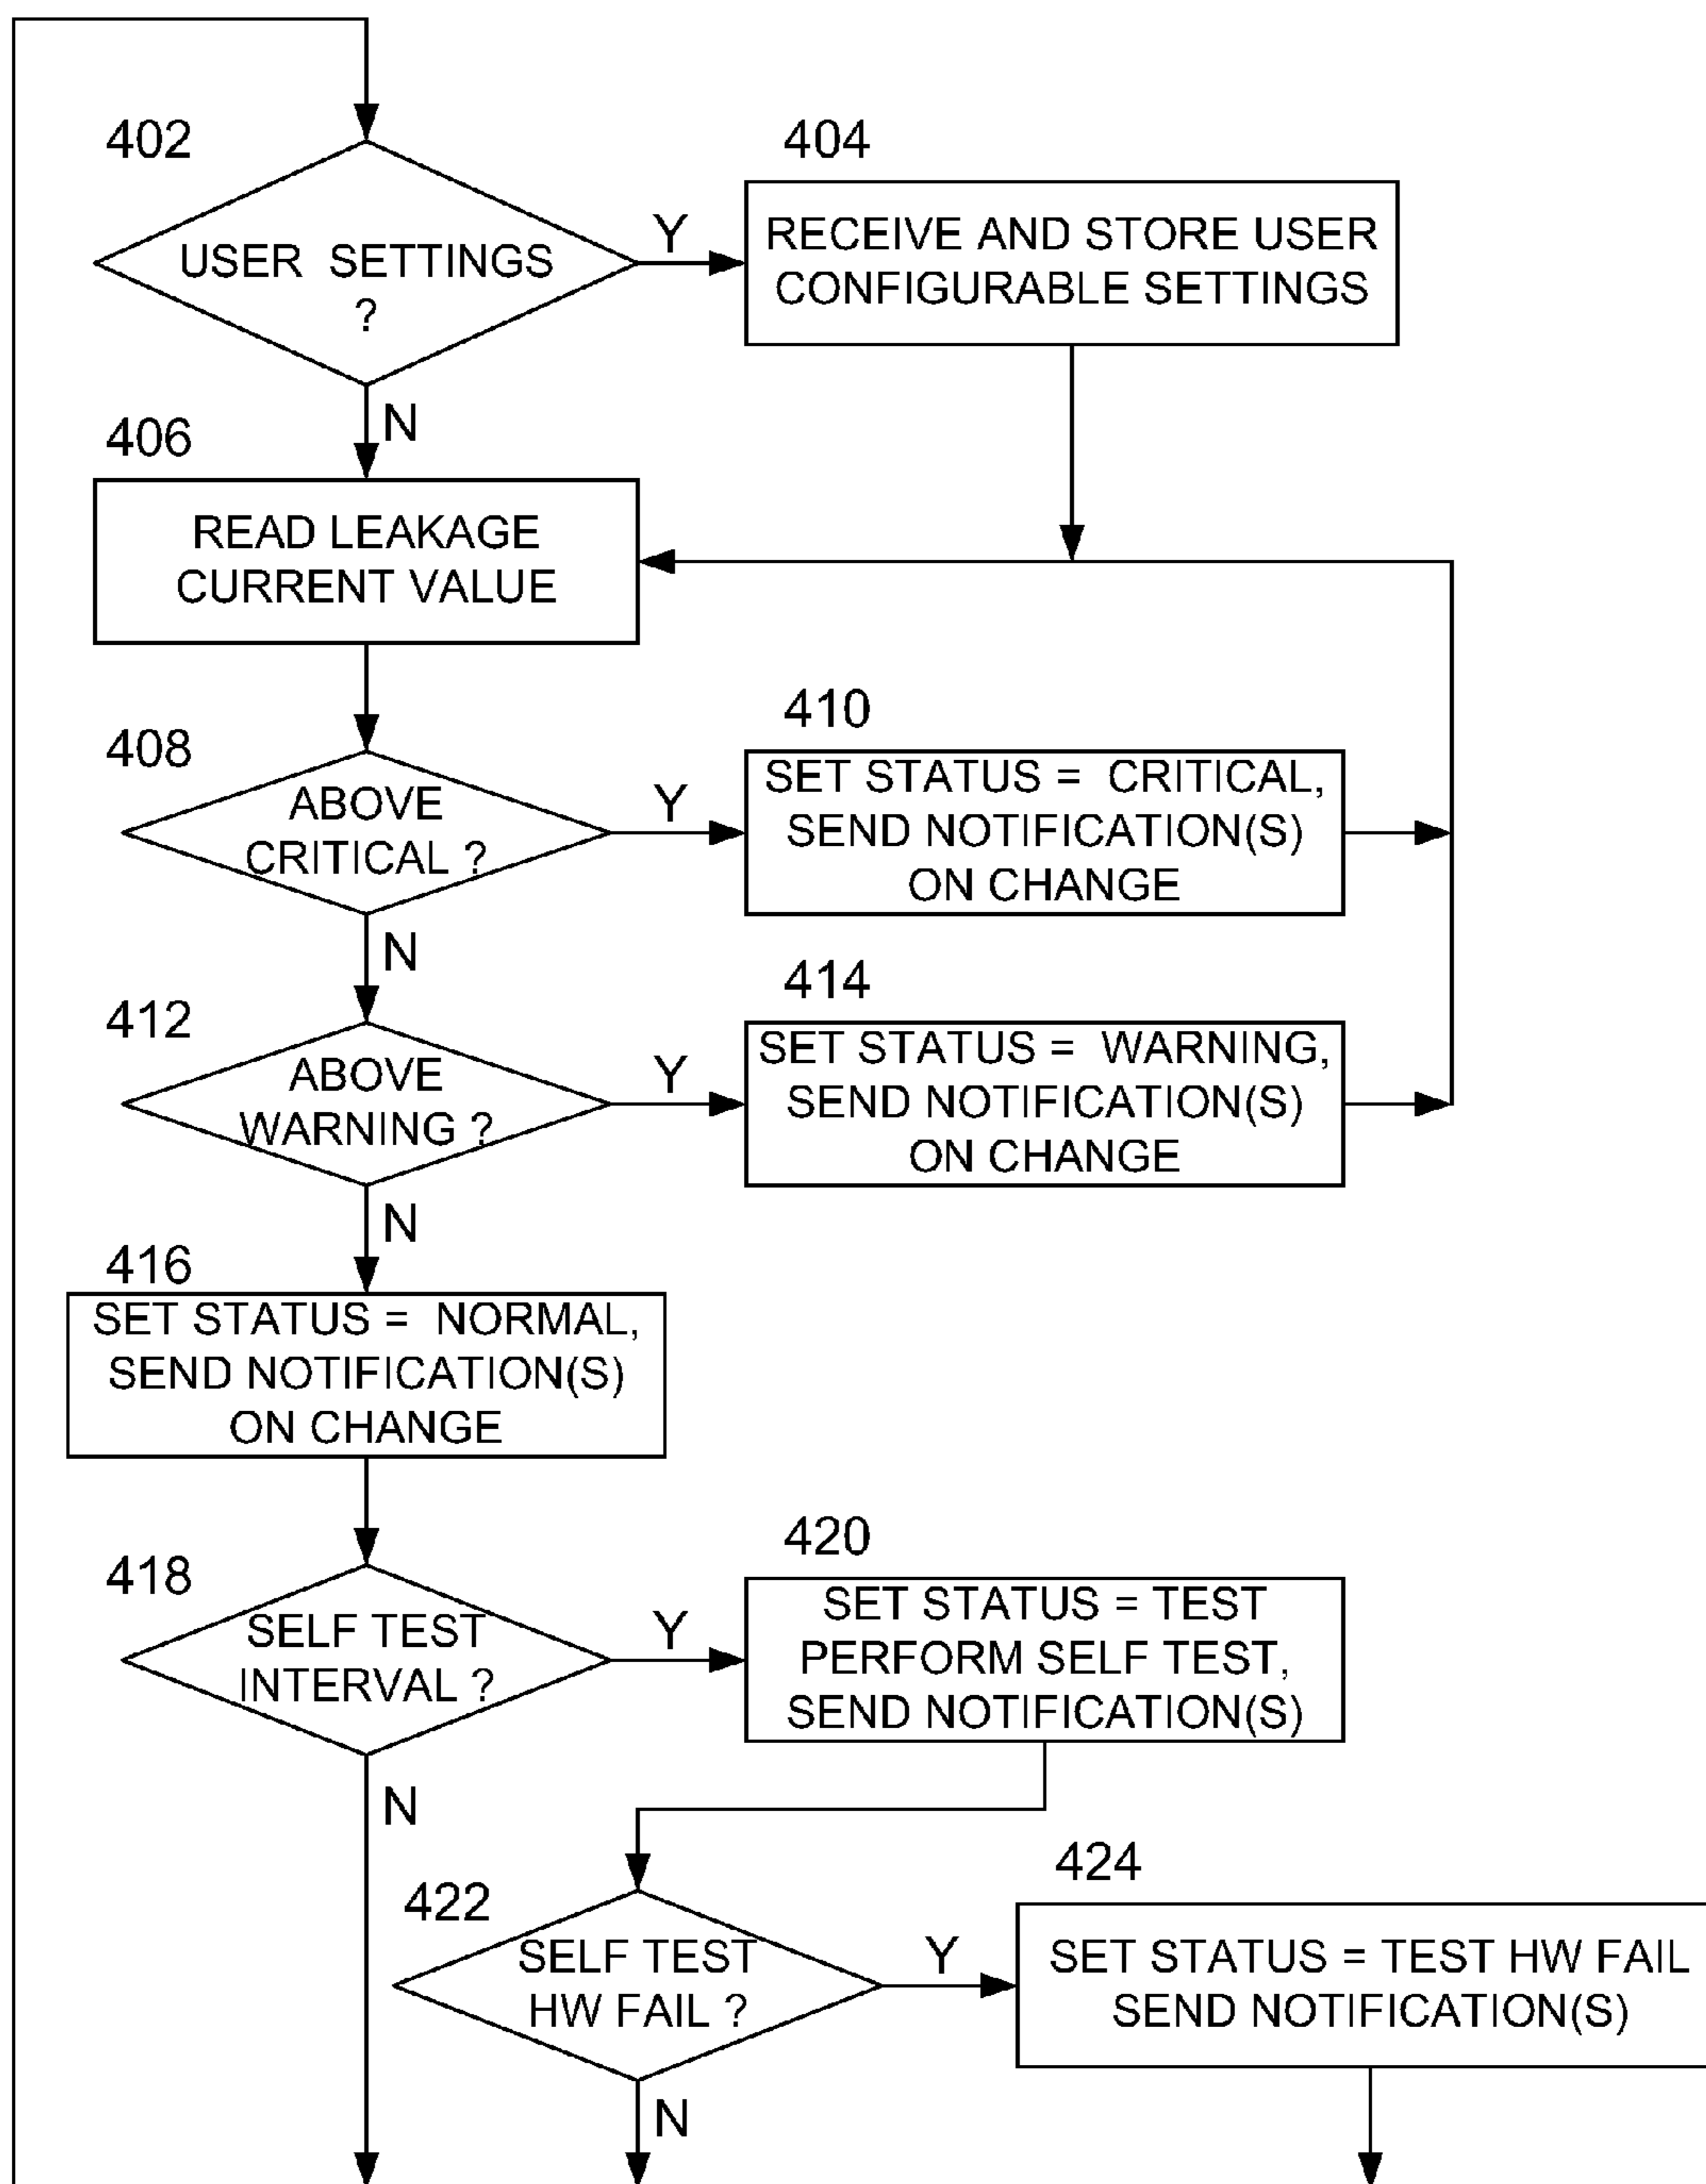 402
USER SETTINGS
?
Y
404
RECEIVE AND STORE USER
CONFIGURABLE SETTINGS
N
406
READ LEAKAGE
CURRENT VALUE
408
ABOVE
CRITICAL ?
Y
410
SET STATUS = CRITICAL,
SEND NOTIFICATION(S)
ON CHANGE
N
412
ABOVE
WARNING ?
Y
414
SET STATUS = WARNING,
SEND NOTIFICATION(S)
ON CHANGE
N
416
SET STATUS = NORMAL,
SEND NOTIFICATION(S)
ON CHANGE
418
SELF TEST
INTERVAL ?
Y
420
SET STATUS = TEST
PERFORM SELF TEST,
SEND NOTIFICATION(S)
N
422
SELF TEST
HW FAIL ?
Y
424
SET STATUS = TEST HW FAIL
SEND NOTIFICATION(S)
N